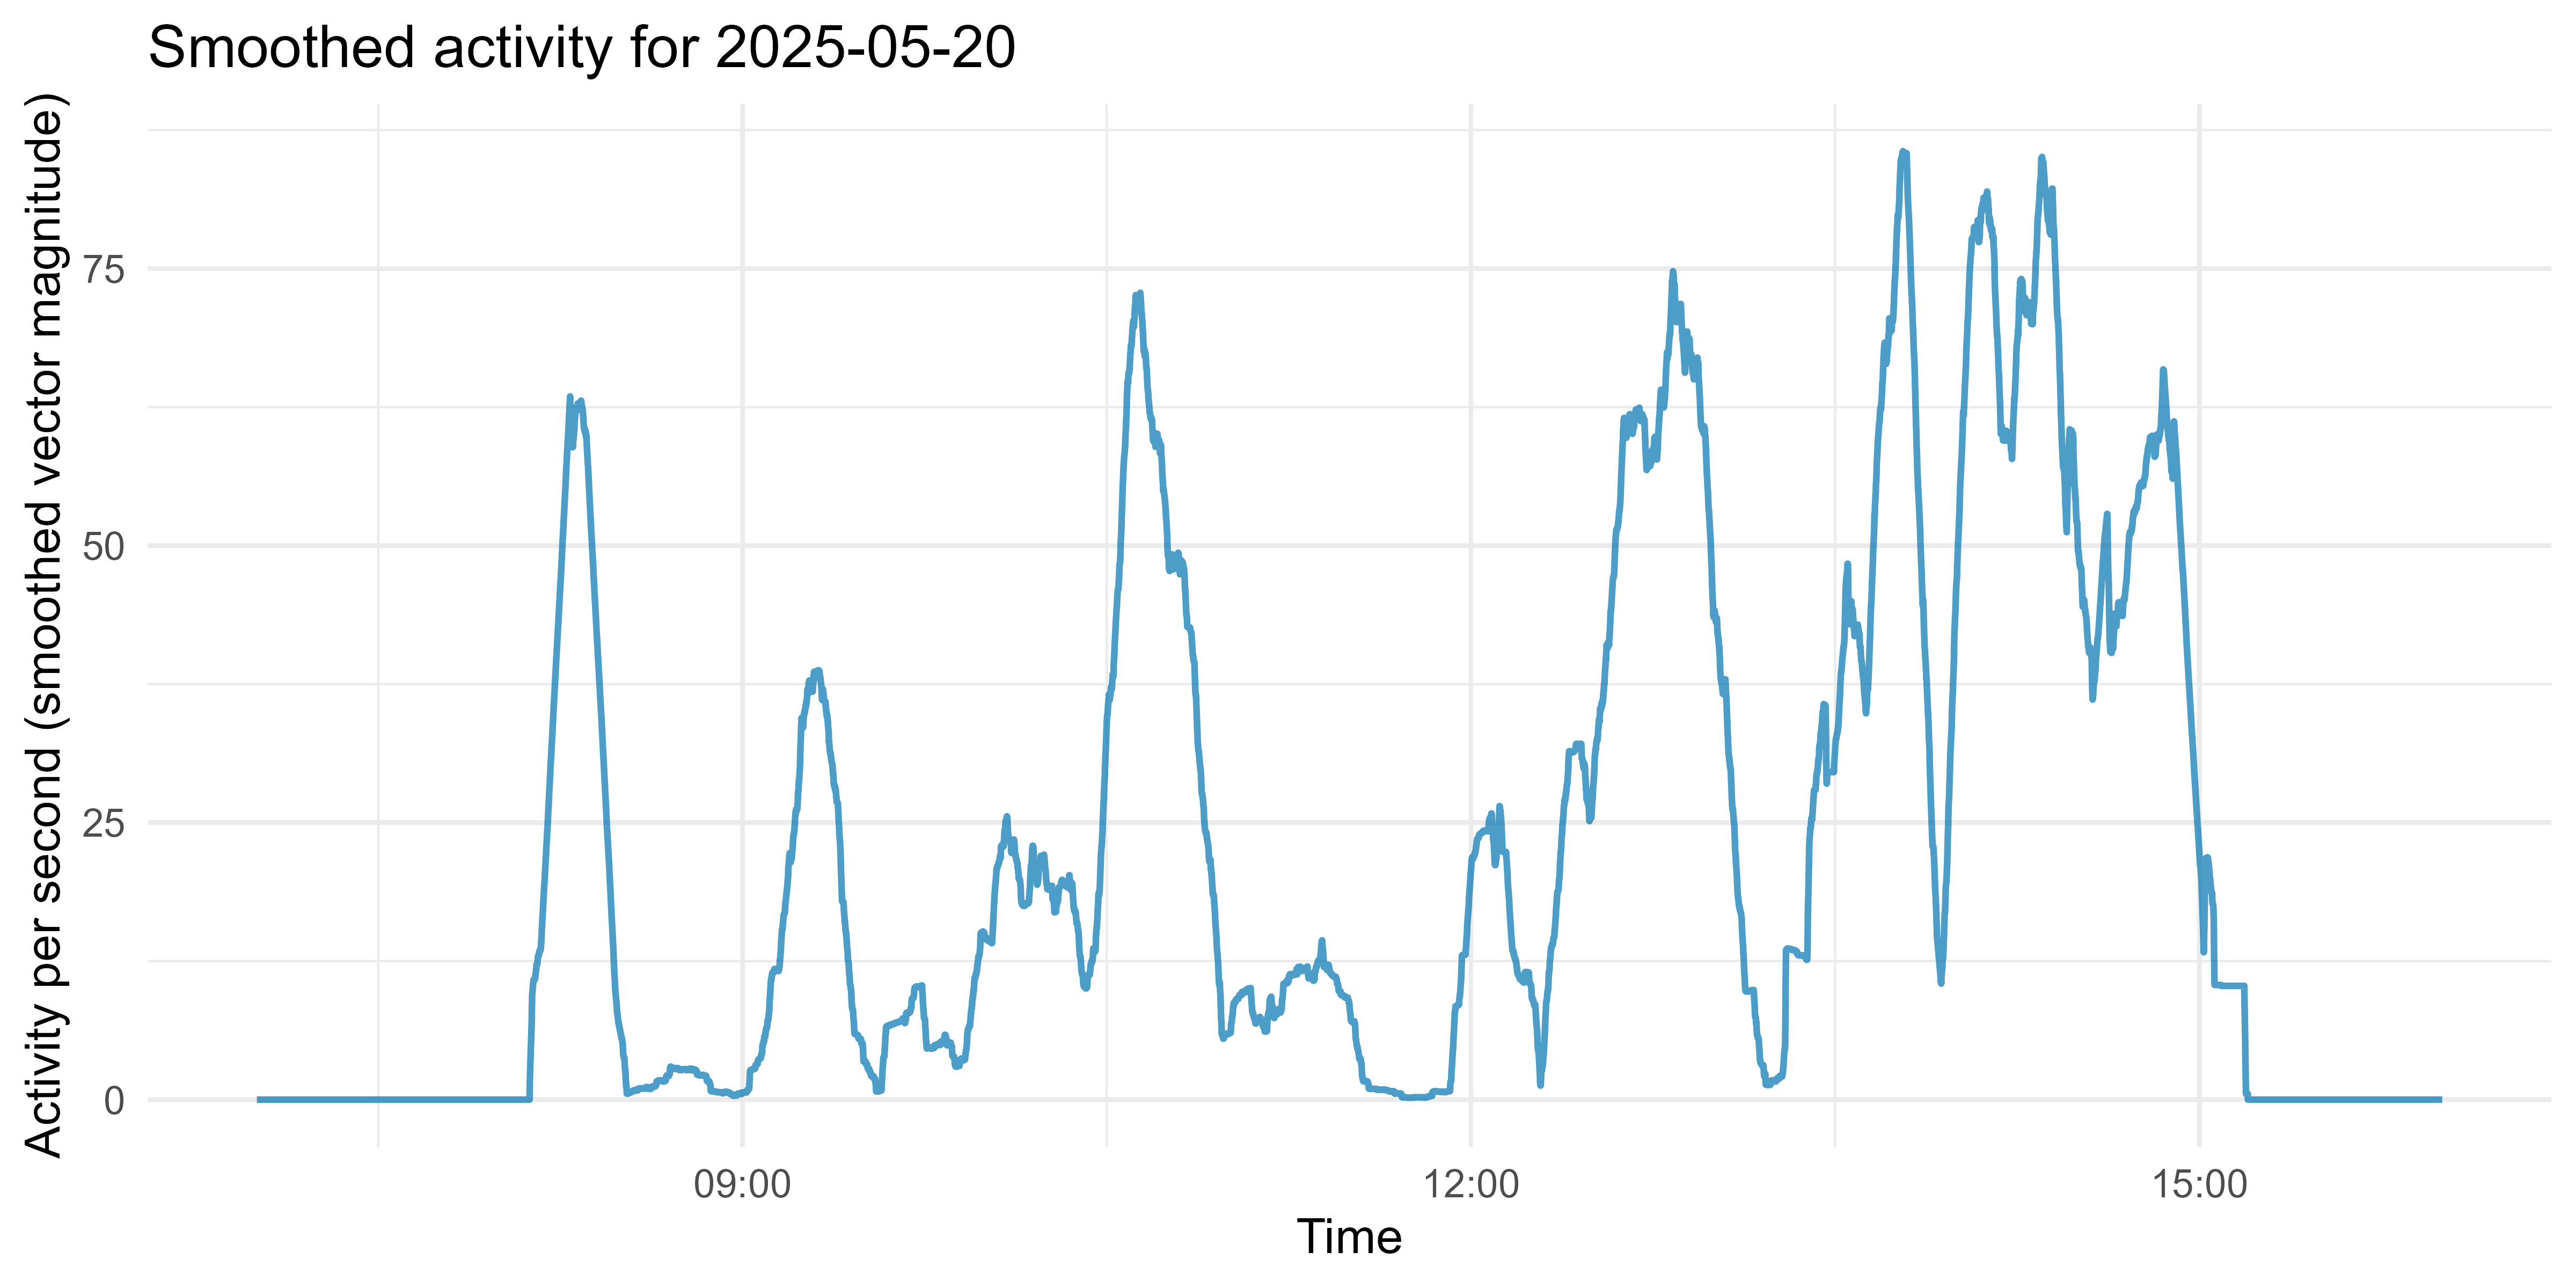 Smoothed activity for 2025-05-20
Activity per second (smoothed vector magnitude)
75
50
25
0
09:00
12:00
15:00
Time